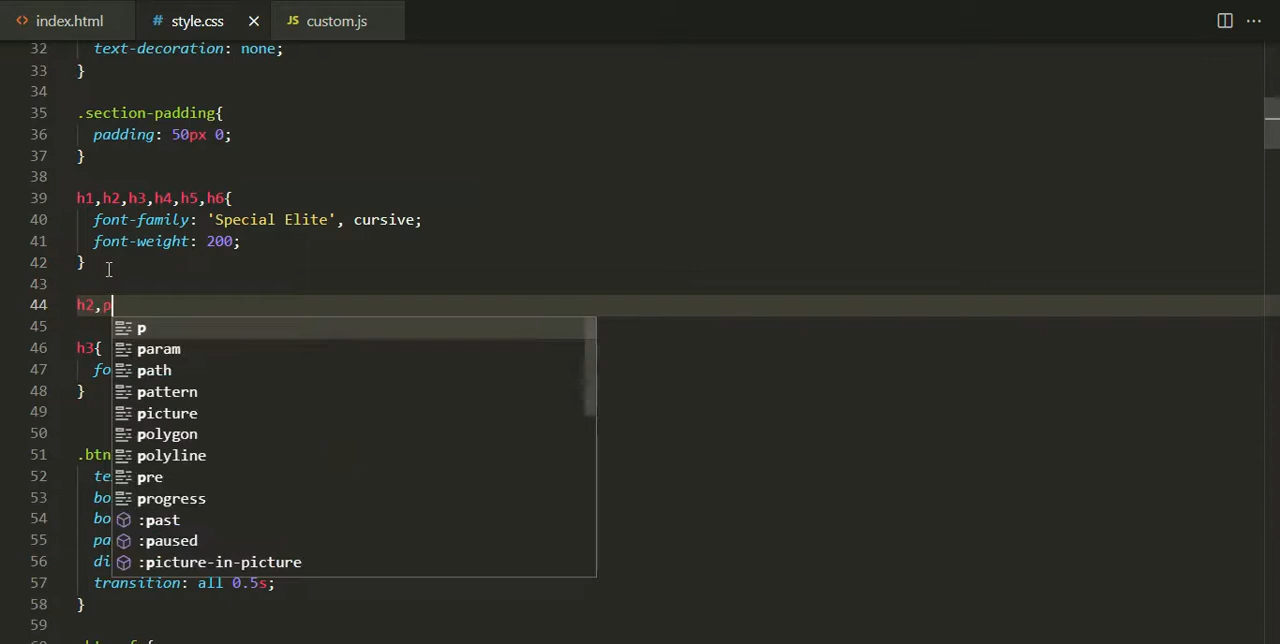 index.html
style.css
custom.js
32 text-decoration: none;
33 }
34
35 .section-padding{
36 padding: 50px 0;
37 }
38
39 h1,h2,h3,h4,h5,h6{
40 font-family: 'Special Elite', cursive;
41 font-weight: 200;
42 }
43
44 h2,p
45
46 h3{
47 fo
48 }
49
50
51 .btn
52 te
53 bo
54 bo
55 pa
56 di
57 transition: all 0.5s;
58 }
59
p
param
path
pattern
picture
polygon
polyline
pre
progress
:past
:paused
:picture-in-picture